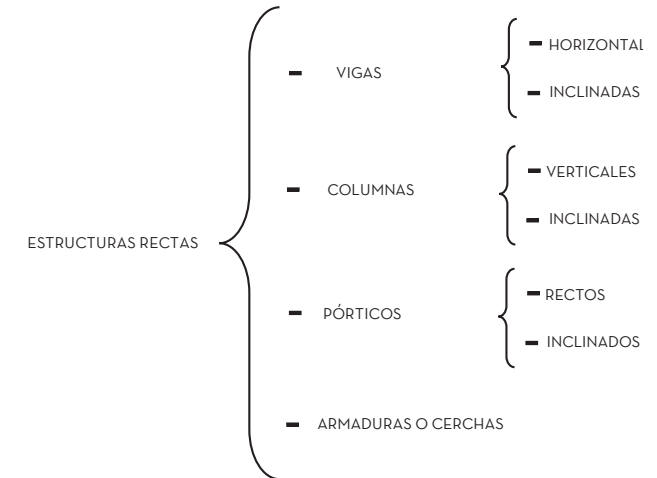 ESTRUCTURAS RECTAS
- VIGAS
- HORIZONTAL
- INCLINADAS
- COLUMNAS
- VERTICALES
- INCLINADAS
- PÓRTICOS
- RECTOS
- INCLINADOS
- ARMADURAS O CERCHAS